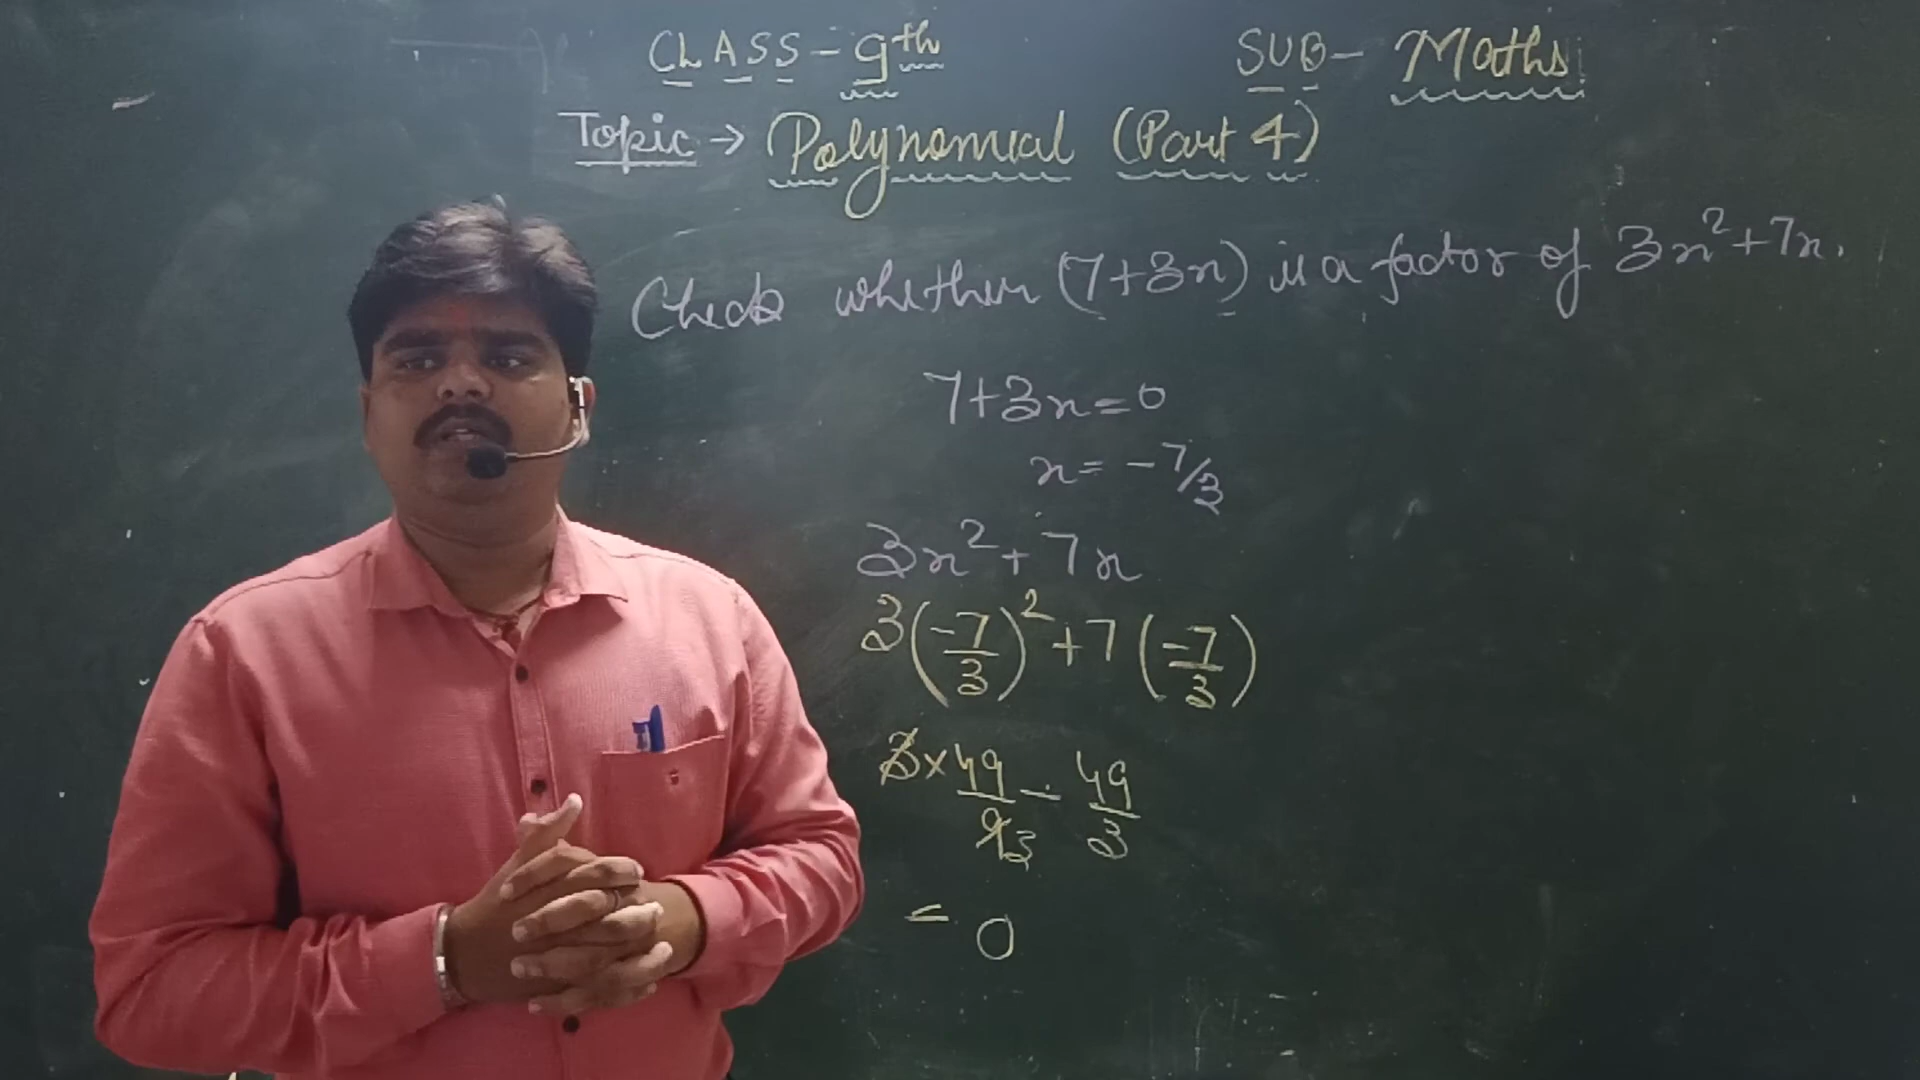 CLASS - 9th SUB - Maths
Topic → Polynomial (Part 4)
Check whether (7+3x) is a factor of 3x²+7x.
7+3x=0
x= -7/3
3x²+7x
3(-7/3)²+7(-7/3)
3×49/9 3 - 49/3
= 0